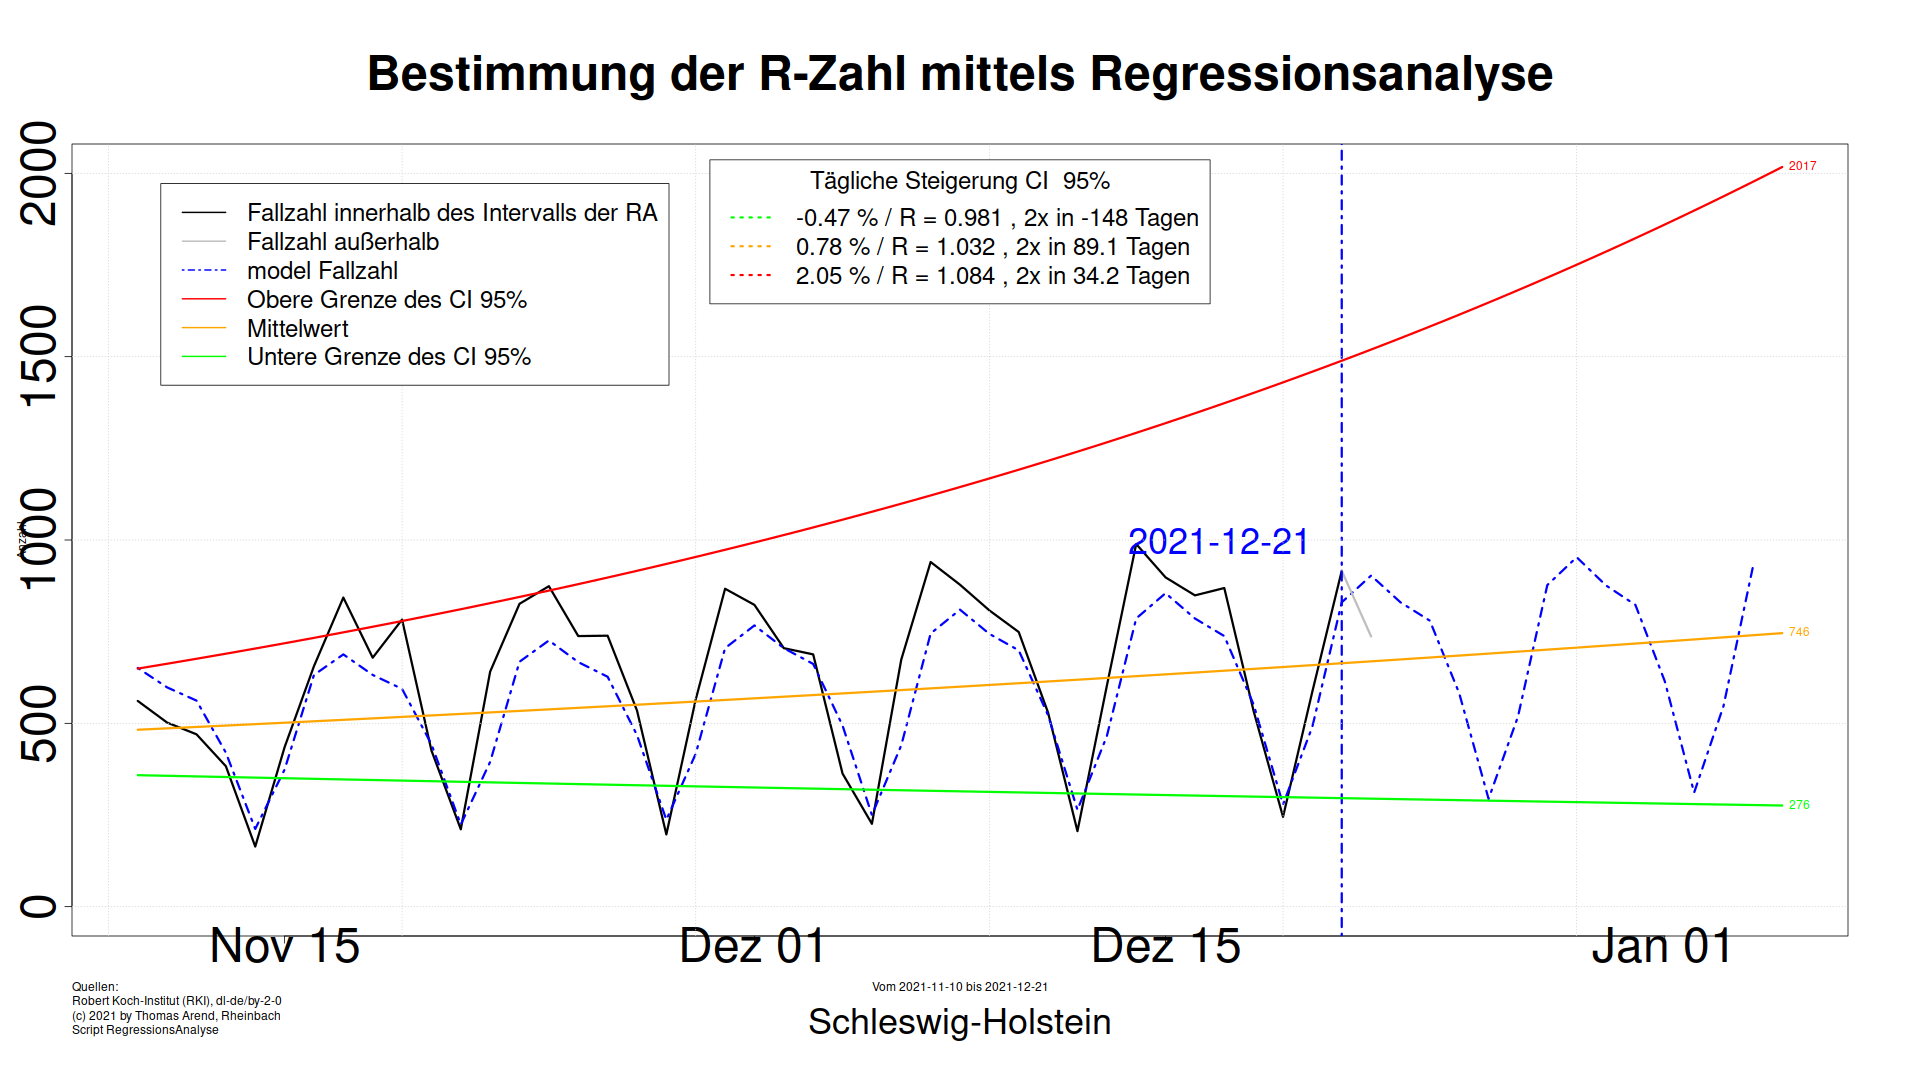 Bestimmung der R-Zahl mittels Regressionsanalyse
2000
1500
1000
500
0
Anzahl
Fallzahl innerhalb des Intervalls der RA
Fallzahl außerhalb
model Fallzahl
Obere Grenze des CI 95%
Mittelwert
Untere Grenze des CI 95%
Tägliche Steigerung CI 95%
-0.47 % / R = 0.981 , 2x in -148 Tagen
0.78 % / R = 1.032 , 2x in 89.1 Tagen
2.05 % / R = 1.084 , 2x in 34.2 Tagen
2017
2021-12-21
746
276
Nov 15
Dez 01
Dez 15
Jan 01
Quellen:
Robert Koch-Institut (RKI), dl-de/by-2-0
(c) 2021 by Thomas Arend, Rheinbach
Script RegressionsAnalyse
Vom 2021-11-10 bis 2021-12-21
Schleswig-Holstein